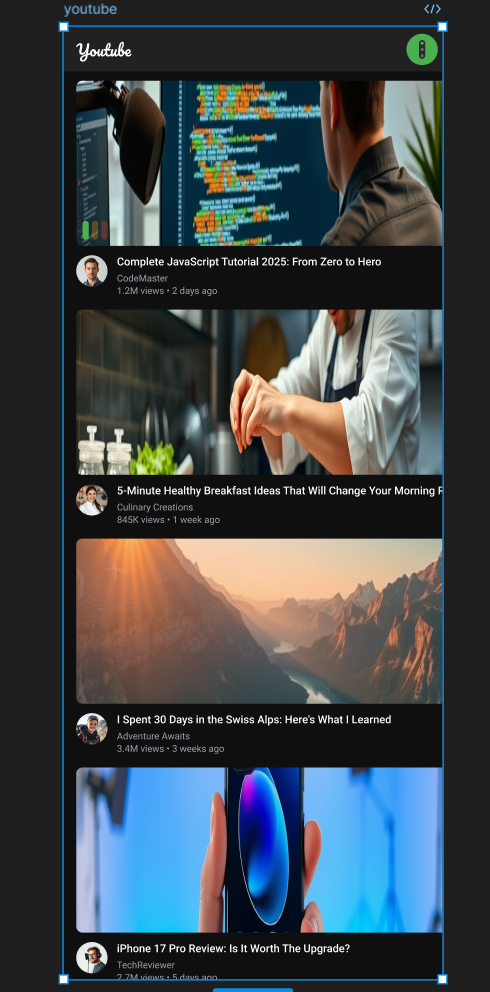 youtube
</>
Youtube
Complete JavaScript Tutorial 2025: From Zero to Hero
CodeMaster
1.2M views • 2 days ago
5-Minute Healthy Breakfast Ideas That Will Change Your Morning
Culinary Creations
845K views • 1 week ago
I Spent 30 Days in the Swiss Alps: Here's What I Learned
Adventure Awaits
3.4M views • 3 weeks ago
iPhone 17 Pro Review: Is It Worth The Upgrade?
TechReviewer
2.7M views • 5 days ago